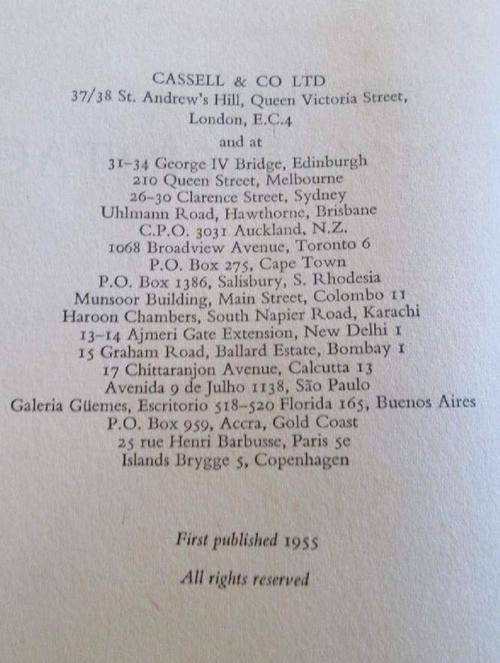 CASSELL & CO LTD
37/38 St. Andrew's Hill, Queen Victoria Street,
London, E.C.4
and at
31–34 George IV Bridge, Edinburgh
210 Queen Street, Melbourne
26–30 Clarence Street, Sydney
Uhlmann Road, Hawthorne, Brisbane
C.P.O. 3031 Auckland, N.Z.
1068 Broadview Avenue, Toronto 6
P.O. Box 275, Cape Town
P.O. Box 1386, Salisbury, S. Rhodesia
Munsoor Building, Main Street, Colombo 11
Haroon Chambers, South Napier Road, Karachi
13–14 Ajmeri Gate Extension, New Delhi 1
15 Graham Road, Ballard Estate, Bombay 1
17 Chittaranjon Avenue, Calcutta 13
Avenida 9 de Julho 1138, São Paulo
Galeria Güemes, Escritorio 518–520 Florida 165, Buenos Aires
P.O. Box 959, Accra, Gold Coast
25 rue Henri Barbusse, Paris 5e
Islands Brygge 5, Copenhagen
First published 1955
All rights reserved